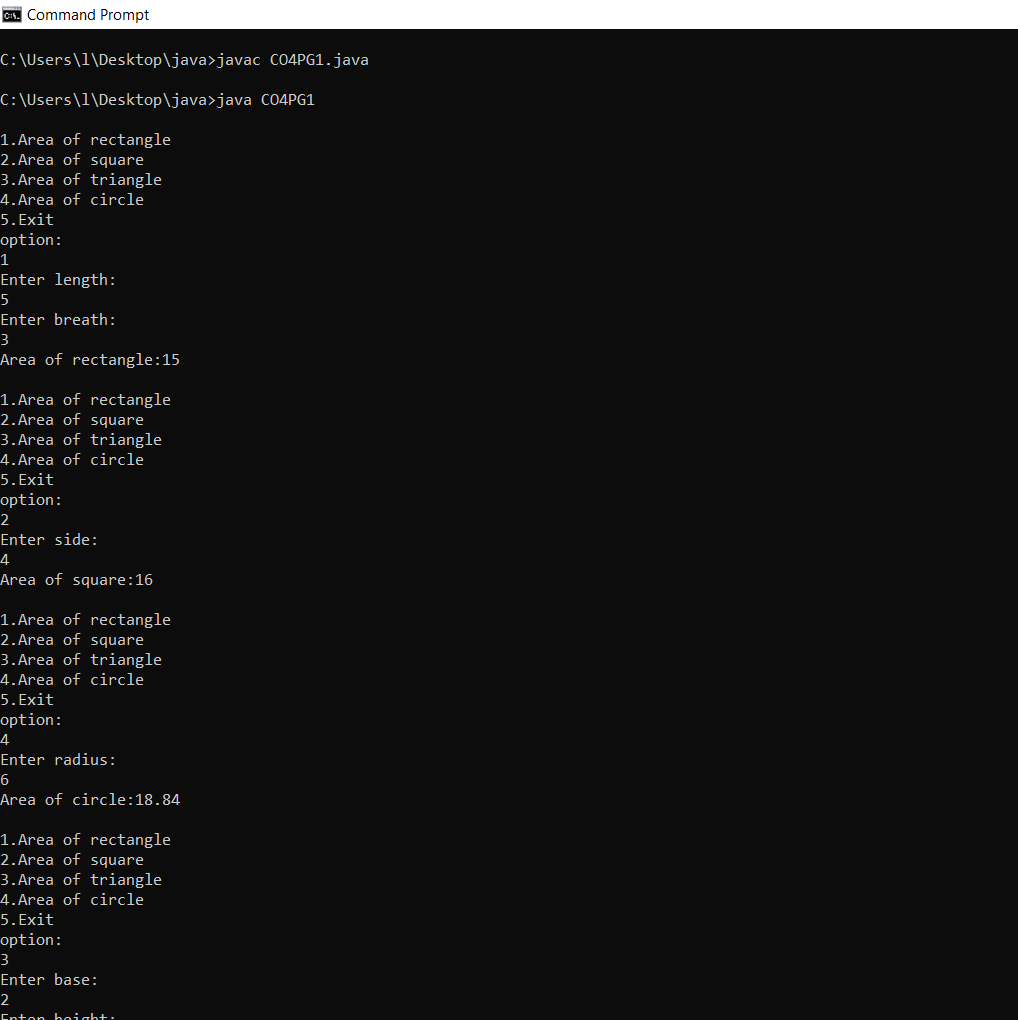 Command Prompt
C:\Users\l\Desktop\java>javac CO4PG1.java
C:\Users\l\Desktop\java>java CO4PG1
1.Area of rectangle
2.Area of square
3.Area of triangle
4.Area of circle
5.Exit
option:
1
Enter length:
5
Enter breath:
3
Area of rectangle:15
1.Area of rectangle
2.Area of square
3.Area of triangle
4.Area of circle
5.Exit
option:
2
Enter side:
4
Area of square:16
1.Area of rectangle
2.Area of square
3.Area of triangle
4.Area of circle
5.Exit
option:
4
Enter radius:
6
Area of circle:18.84
1.Area of rectangle
2.Area of square
3.Area of triangle
4.Area of circle
5.Exit
option:
3
Enter base:
2
Enter height: